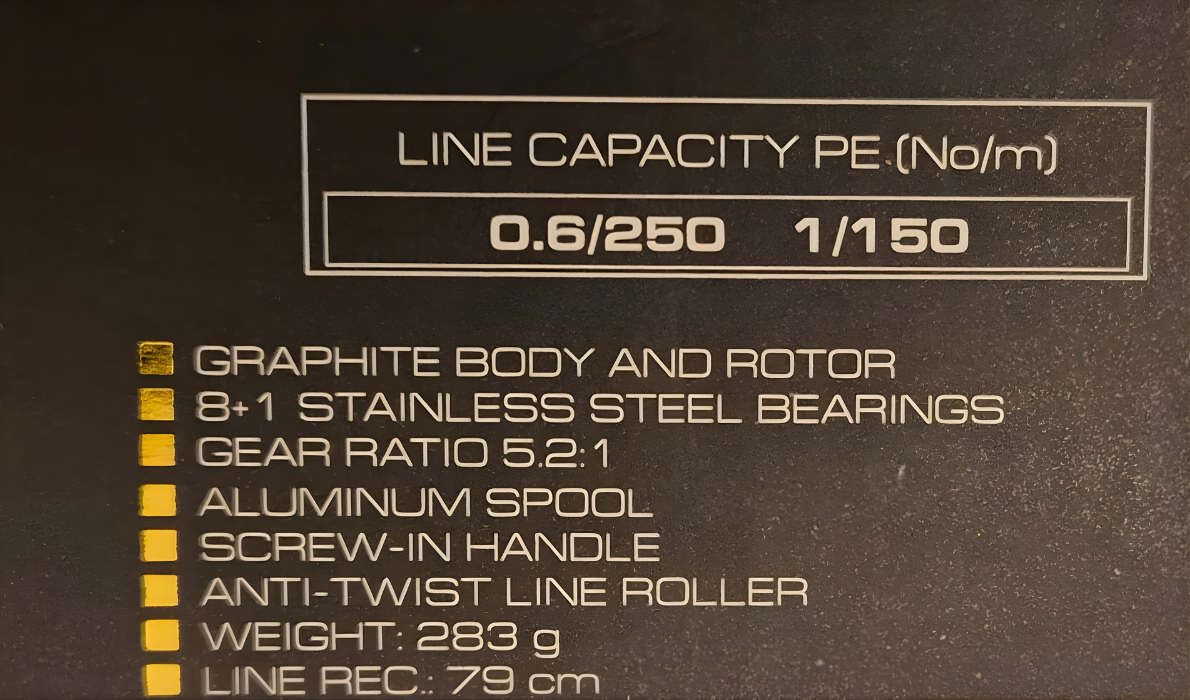 LINE CAPACITY PE (No/m)
0.6/250 1/150
GRAPHITE BODY AND ROTOR
8+1 STAINLESS STEEL BEARINGS
GEAR RATIO 5.2:1
ALUMINUM SPOOL
SCREW-IN HANDLE
ANTI-TWIST LINE ROLLER
WEIGHT: 283 g
LINE REC.: 79 cm